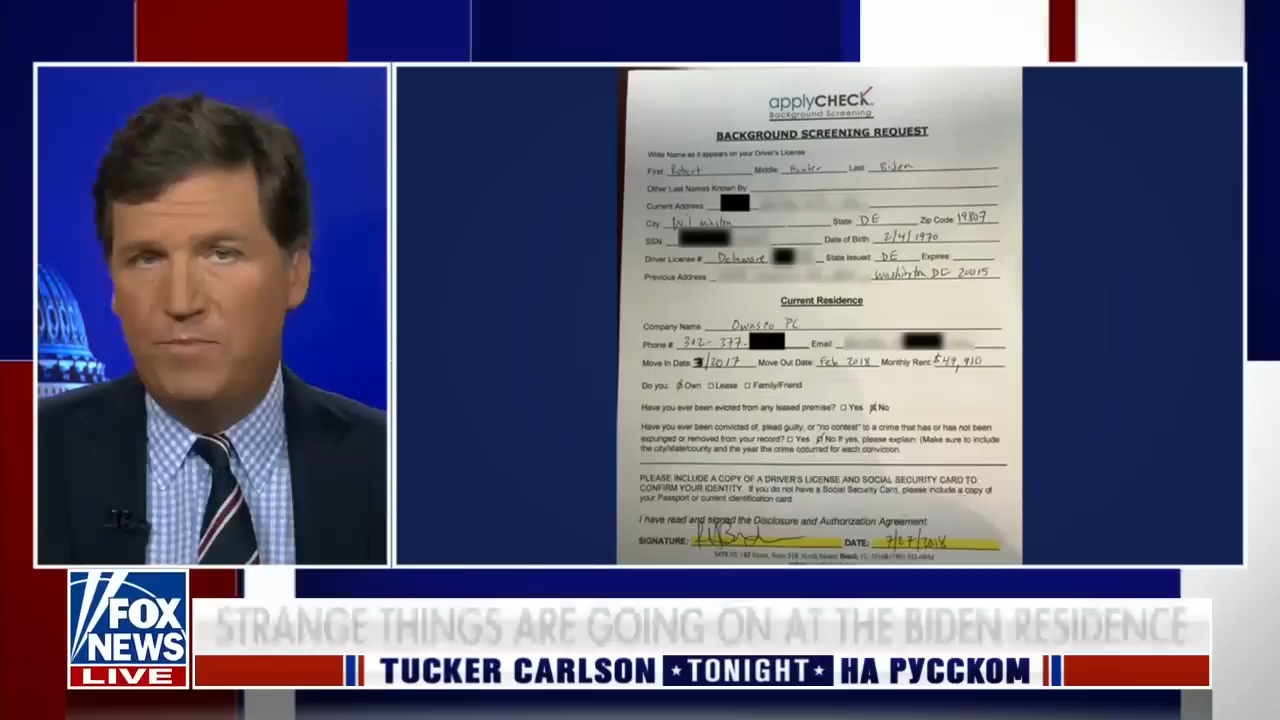 applyCHECK
Background Screening
BACKGROUND SCREENING REQUEST
Write Name as it appears on your Driver's License
First: Robert Middle: Hunter Last: Biden
Other Last Names Known By
Current Address:
City: Wilmington State: DE Zip Code: 19807
SSN: Date of Birth: 2/4/1970
Driver License # Delaware State Issued: DE Expires:
Previous Address: Washington DC 20015
Current Residence
Company Name: Owasco PC
Phone #: 302-377- Email:
Move In Date: 3/2017 Move Out Date: Feb 2018 Monthly Rent: $49,910
Do you: Own Lease Family/Friend
Have you ever been evicted from any leased premise? Yes No
Have you ever been convicted of, plead guilty, or "no contest" to a crime that has or has not been
expunged or removed from your record? Yes No If yes, please explain (Make sure to include
the city/state/county and the year the crime occurred for each conviction.
PLEASE INCLUDE A COPY OF A DRIVER'S LICENSE AND SOCIAL SECURITY CARD TO
CONFIRM YOUR IDENTITY. If you do not have a Social Security Card, please include a copy of
your Passport or current identification card
I have read and signed the Disclosure and Authorization Agreement
SIGNATURE: DATE: 7/27/2018
FOX
NEWS
LIVE
STRANGE THINGS ARE GOING ON HE BIDEN RESIDENCE
TUCKER CARLSON TONIGHT НА РУССКОМ